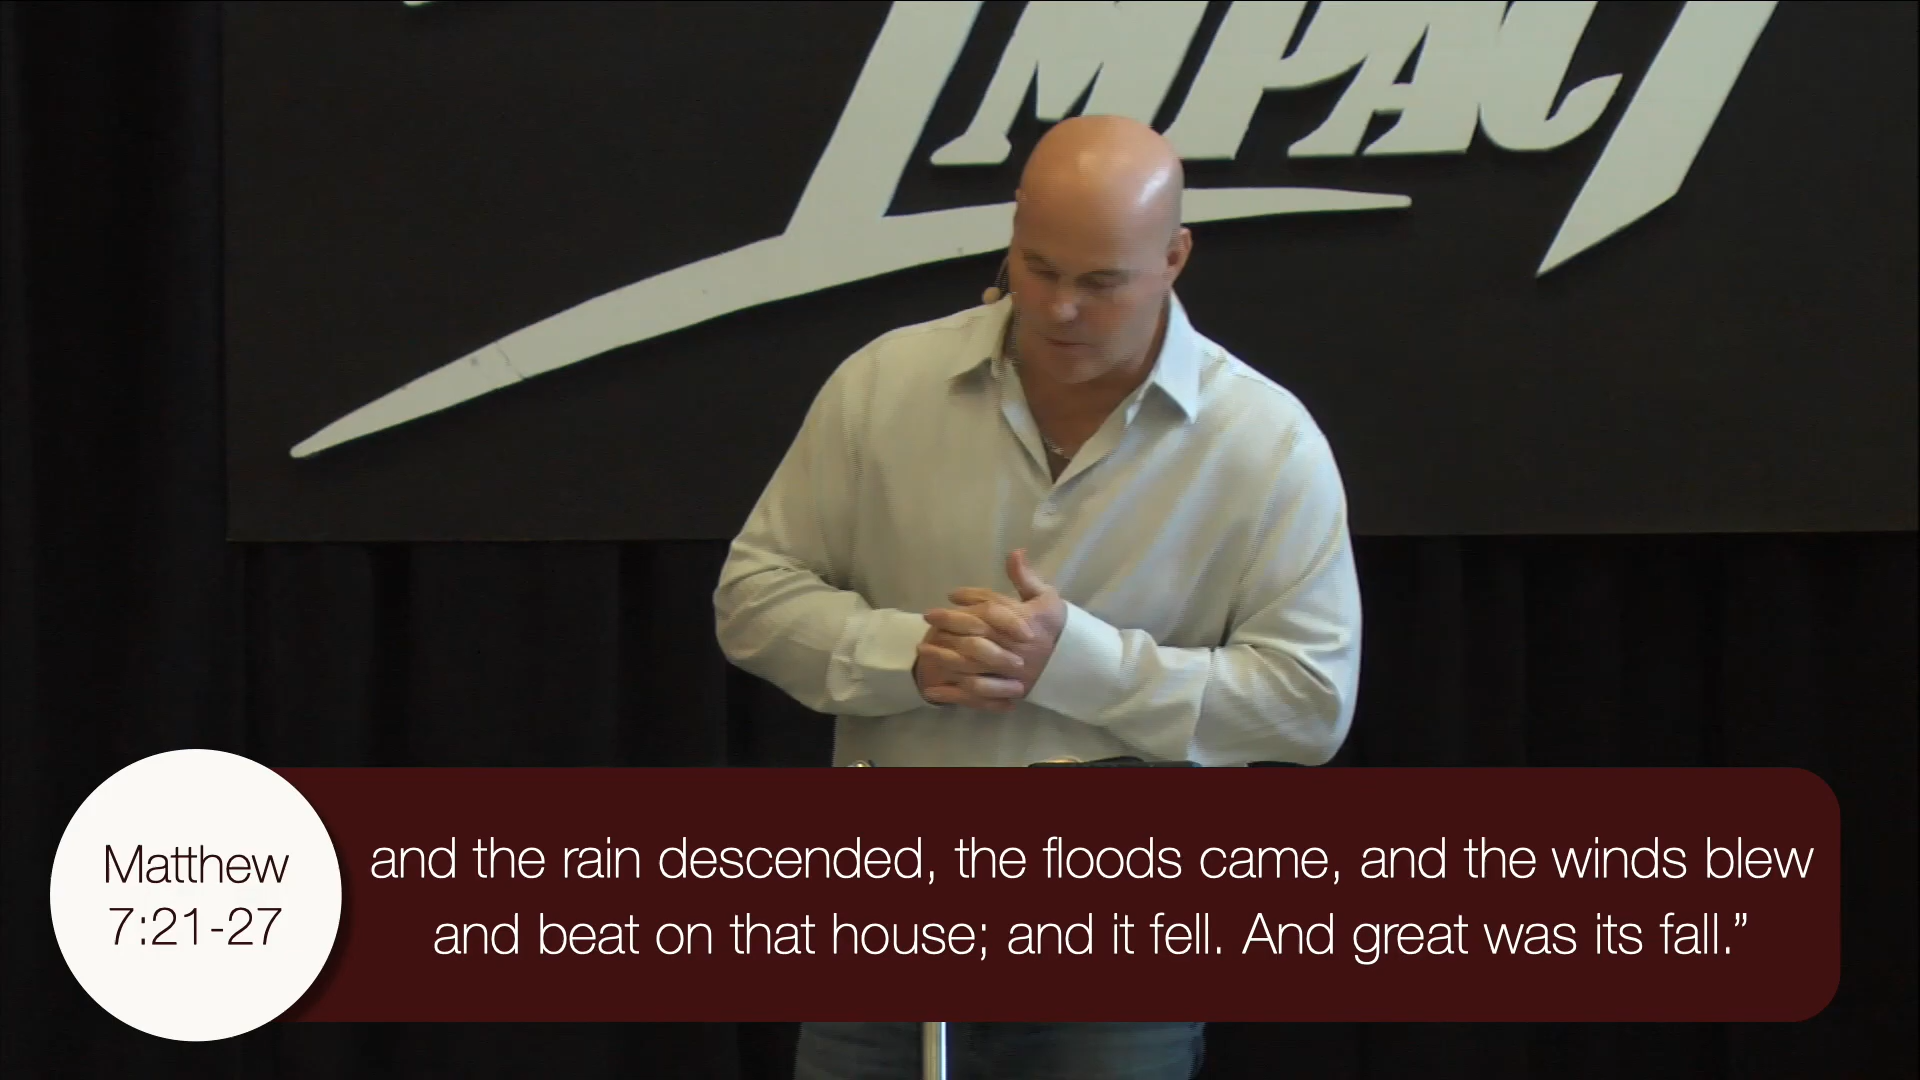 IMPACT
Matthew
7:21-27
and the rain descended, the floods came, and the winds blew
and beat on that house; and it fell. And great was its fall.”